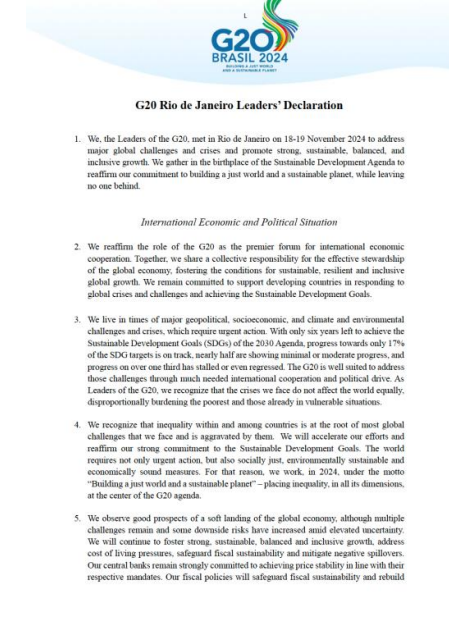 L
G20
BRASIL 2024
BUILDING A JUST WORLD
AND A SUSTAINABLE PLANET
G20 Rio de Janeiro Leaders' Declaration
1. We, the Leaders of the G20, met in Rio de Janeiro on 18-19 November 2024 to address
major global challenges and crises and promote strong, sustainable, balanced, and
inclusive growth. We gather in the birthplace of the Sustainable Development Agenda to
reaffirm our commitment to building a just world and a sustainable planet, while leaving
no one behind.
International Economic and Political Situation
2. We reaffirm the role of the G20 as the premier forum for international economic
cooperation. Together, we share a collective responsibility for the effective stewardship
of the global economy, fostering the conditions for sustainable, resilient and inclusive
global growth. We remain committed to support developing countries in responding to
global crises and challenges and achieving the Sustainable Development Goals.
3. We live in times of major geopolitical, socioeconomic, and climate and environmental
challenges and crises, which require urgent action. With only six years left to achieve the
Sustainable Development Goals (SDGs) of the 2030 Agenda, progress towards only 17%
of the SDG targets is on track, nearly half are showing minimal or moderate progress, and
progress on over one third has stalled or even regressed. The G20 is well suited to address
those challenges through much needed international cooperation and political drive. As
Leaders of the G20, we recognize that the crises we face do not affect the world equally,
disproportionally burdening the poorest and those already in vulnerable situations.
4. We recognize that inequality within and among countries is at the root of most global
challenges that we face and is aggravated by them. We will accelerate our efforts and
reaffirm our strong commitment to the Sustainable Development Goals. The world
requires not only urgent action, but also socially just, environmentally sustainable and
economically sound measures. For that reason, we work, in 2024, under the motto
“Building a just world and a sustainable planet” – placing inequality, in all its dimensions,
at the center of the G20 agenda.
5. We observe good prospects of a soft landing of the global economy, although multiple
challenges remain and some downside risks have increased amid elevated uncertainty.
We will continue to foster strong, sustainable, balanced and inclusive growth, address
cost of living pressures, safeguard fiscal sustainability and mitigate negative spillovers.
Our central banks remain strongly committed to achieving price stability in line with their
respective mandates. Our fiscal policies will safeguard fiscal sustainability and rebuild